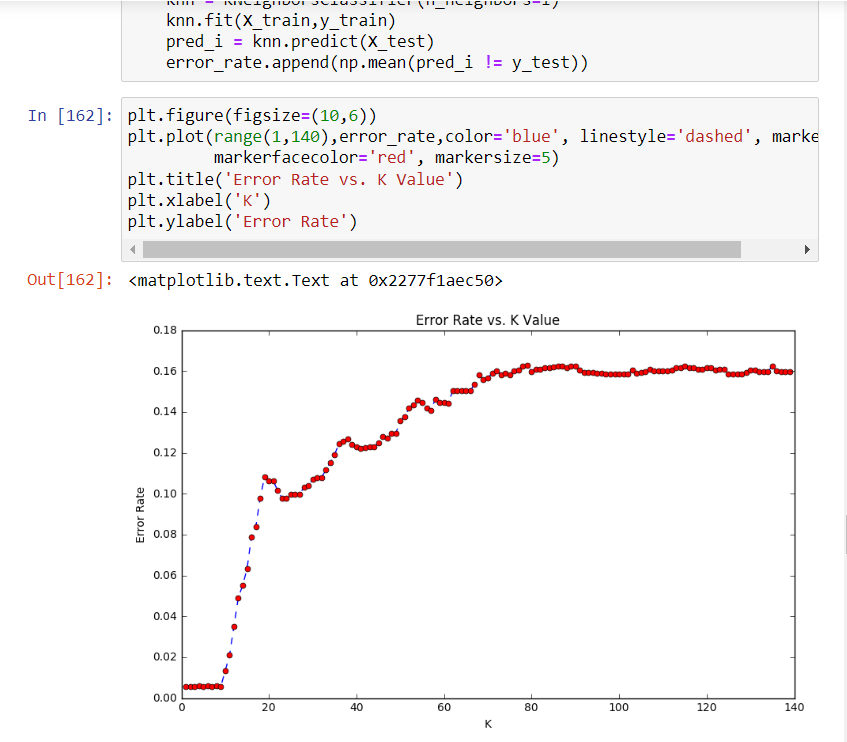 knn = KNeighborsClassifier(n_neighbors=i)
knn.fit(X_train,y_train)
pred_i = knn.predict(X_test)
error_rate.append(np.mean(pred_i != y_test))
In [162]: plt.figure(figsize=(10,6))
plt.plot(range(1,140),error_rate,color='blue', linestyle='dashed', marke
markerfacecolor='red', markersize=5)
plt.title('Error Rate vs. K Value')
plt.xlabel('K')
plt.ylabel('Error Rate')
Out[162]: <matplotlib.text.Text at 0x2277f1aec50>
Error Rate vs. K Value
0.18
0.16
0.14
0.12
0.10
0.08
0.06
0.04
0.02
0.00
Error Rate
0 20 40 60 80 100 120 140
K